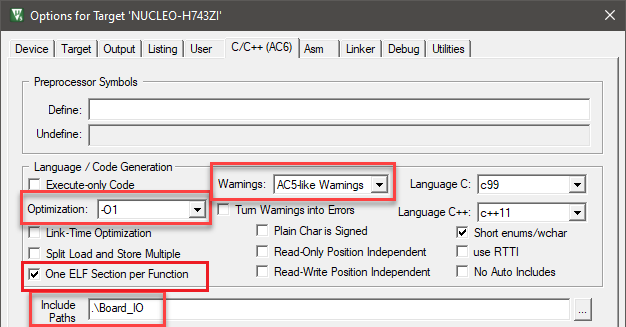 Options for Target 'NUCLEO-H743ZI'
Device Target Output Listing User C/C++ (AC6) Asm Linker Debug Utilities
Preprocessor Symbols
Define:
Undefine:
Language / Code Generation
Execute-only Code Warnings: AC5-like Warnings Language C: c99
Optimization: -O1 Turn Warnings into Errors Language C++: c++11
Link-Time Optimization Plain Char is Signed Short enums/wchar
Split Load and Store Multiple Read-Only Position Independent use RTTI
One ELF Section per Function Read-Write Position Independent No Auto Includes
Include Paths .\Board_IO ...